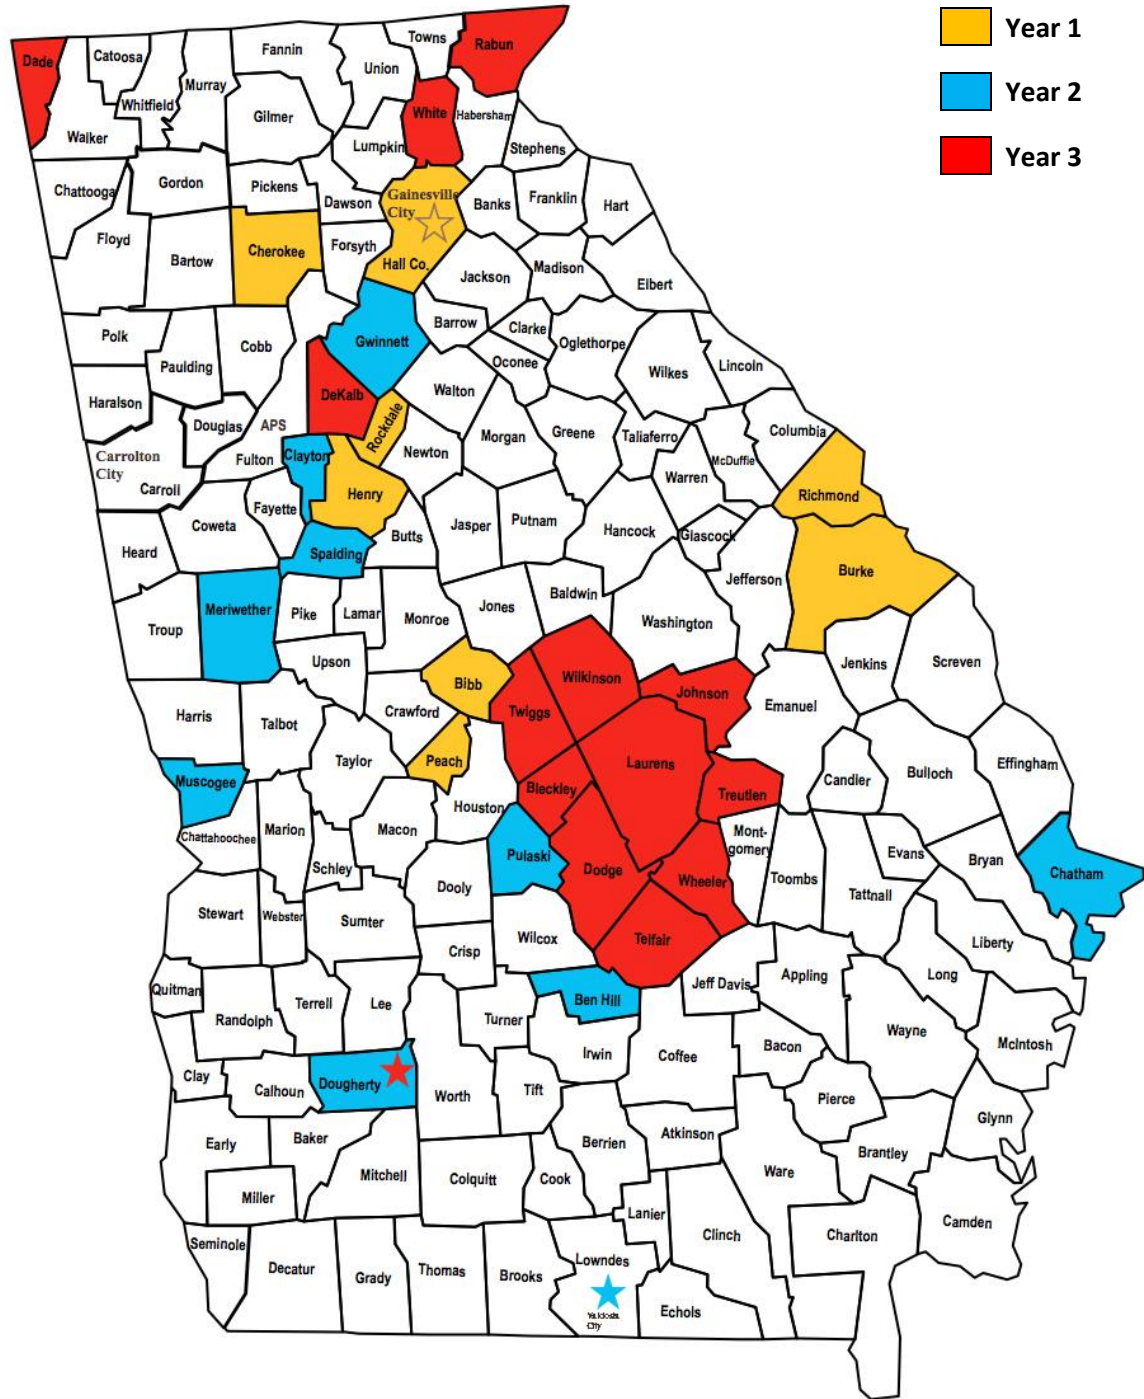 Year 1
Year 2
Year 3
Dade
Catoosa
Whitfield
Murray
Fannin
Union
Towns
Rabun
Walker
Gilmer
White
Habersham
Lumpkin
Stephens
Chattooga
Gordon
Pickens
Dawson
Gainesville
City
Hall Co.
Banks
Franklin
Hart
Floyd
Bartow
Cherokee
Forsyth
Jackson
Madison
Elbert
Polk
Paulding
Cobb
Gwinnett
Barrow
Clarke
Oconee
Oglethorpe
Wilkes
Lincoln
Haralson
Douglas
APS
Fulton
DeKalb
Rockdale
Walton
Newton
Morgan
Greene
Taliaferro
Warren
McDuffie
Columbia
Carrolton
City
Carroll
Clayton
Henry
Fayette
Coweta
Spalding
Butts
Jasper
Putnam
Hancock
Glascock
Richmond
Burke
Jefferson
Heard
Troup
Meriwether
Pike
Lamar
Monroe
Jones
Baldwin
Washington
Jenkins
Screven
Upson
Bibb
Twiggs
Wilkinson
Johnson
Emanuel
Harris
Talbot
Crawford
Taylor
Peach
Houston
Bleckley
Laurens
Treutlen
Candler
Bulloch
Effingham
Muscogee
Chattahoochee
Marion
Schley
Macon
Dooly
Pulaski
Dodge
Wheeler
Mont-
gomery
Toombs
Tattnall
Evans
Bryan
Chatham
Stewart
Webster
Sumter
Crisp
Wilcox
Telfair
Jeff Davis
Appling
Long
Liberty
Quitman
Randolph
Terrell
Lee
Turner
Ben Hill
Irwin
Coffee
Bacon
Wayne
McIntosh
Clay
Calhoun
Dougherty
Worth
Tift
Pierce
Glynn
Early
Baker
Mitchell
Miller
Colquitt
Cook
Berrien
Atkinson
Ware
Brantley
Lanier
Clinch
Charlton
Camden
Seminole
Decatur
Grady
Thomas
Brooks
Lowndes
Valdosta
City
Echols